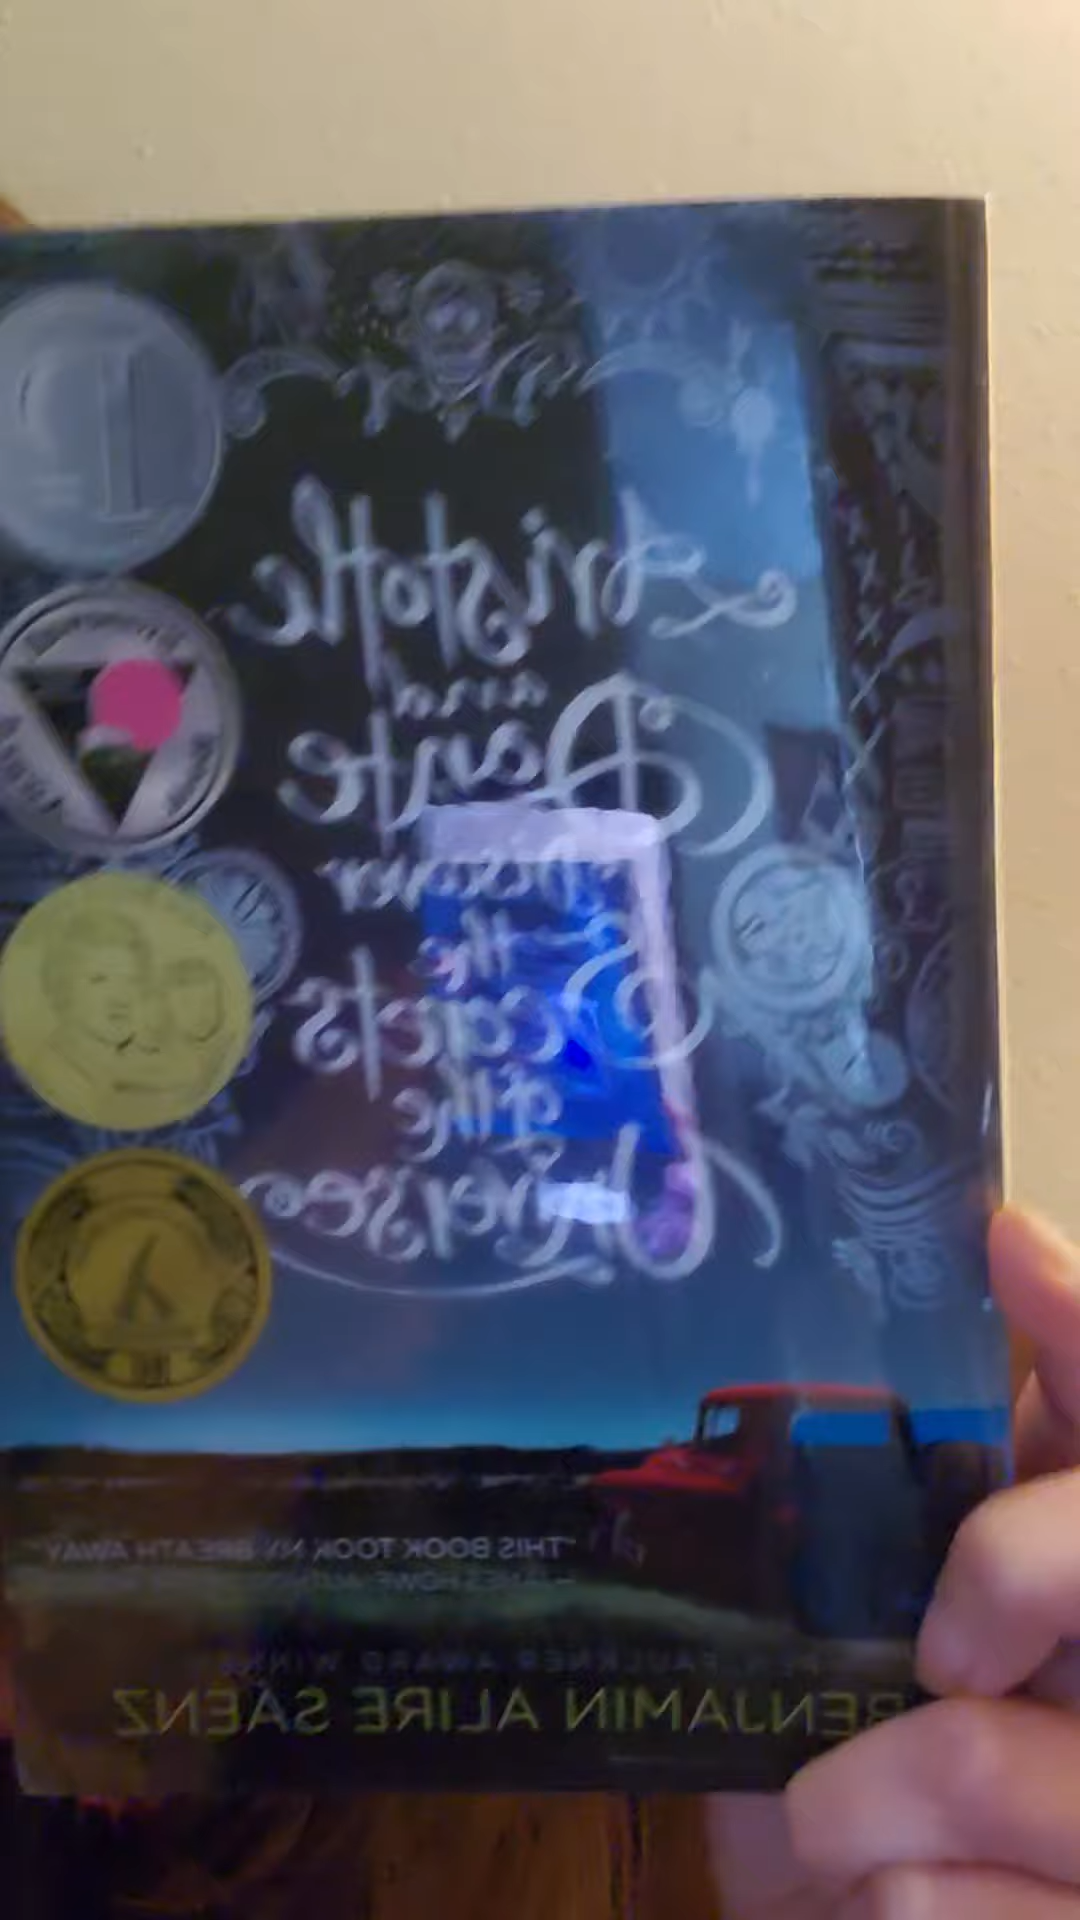 Aristotle
and
Dante
Discover
the
Secrets
of the
Universe
"THIS BOOK TOOK MY BREATH AWAY."
—JAMES HOWE, AUTHOR OF
PEN/FAULKNER AWARD WINNER
BENJAMIN ALIRE SÁENZ